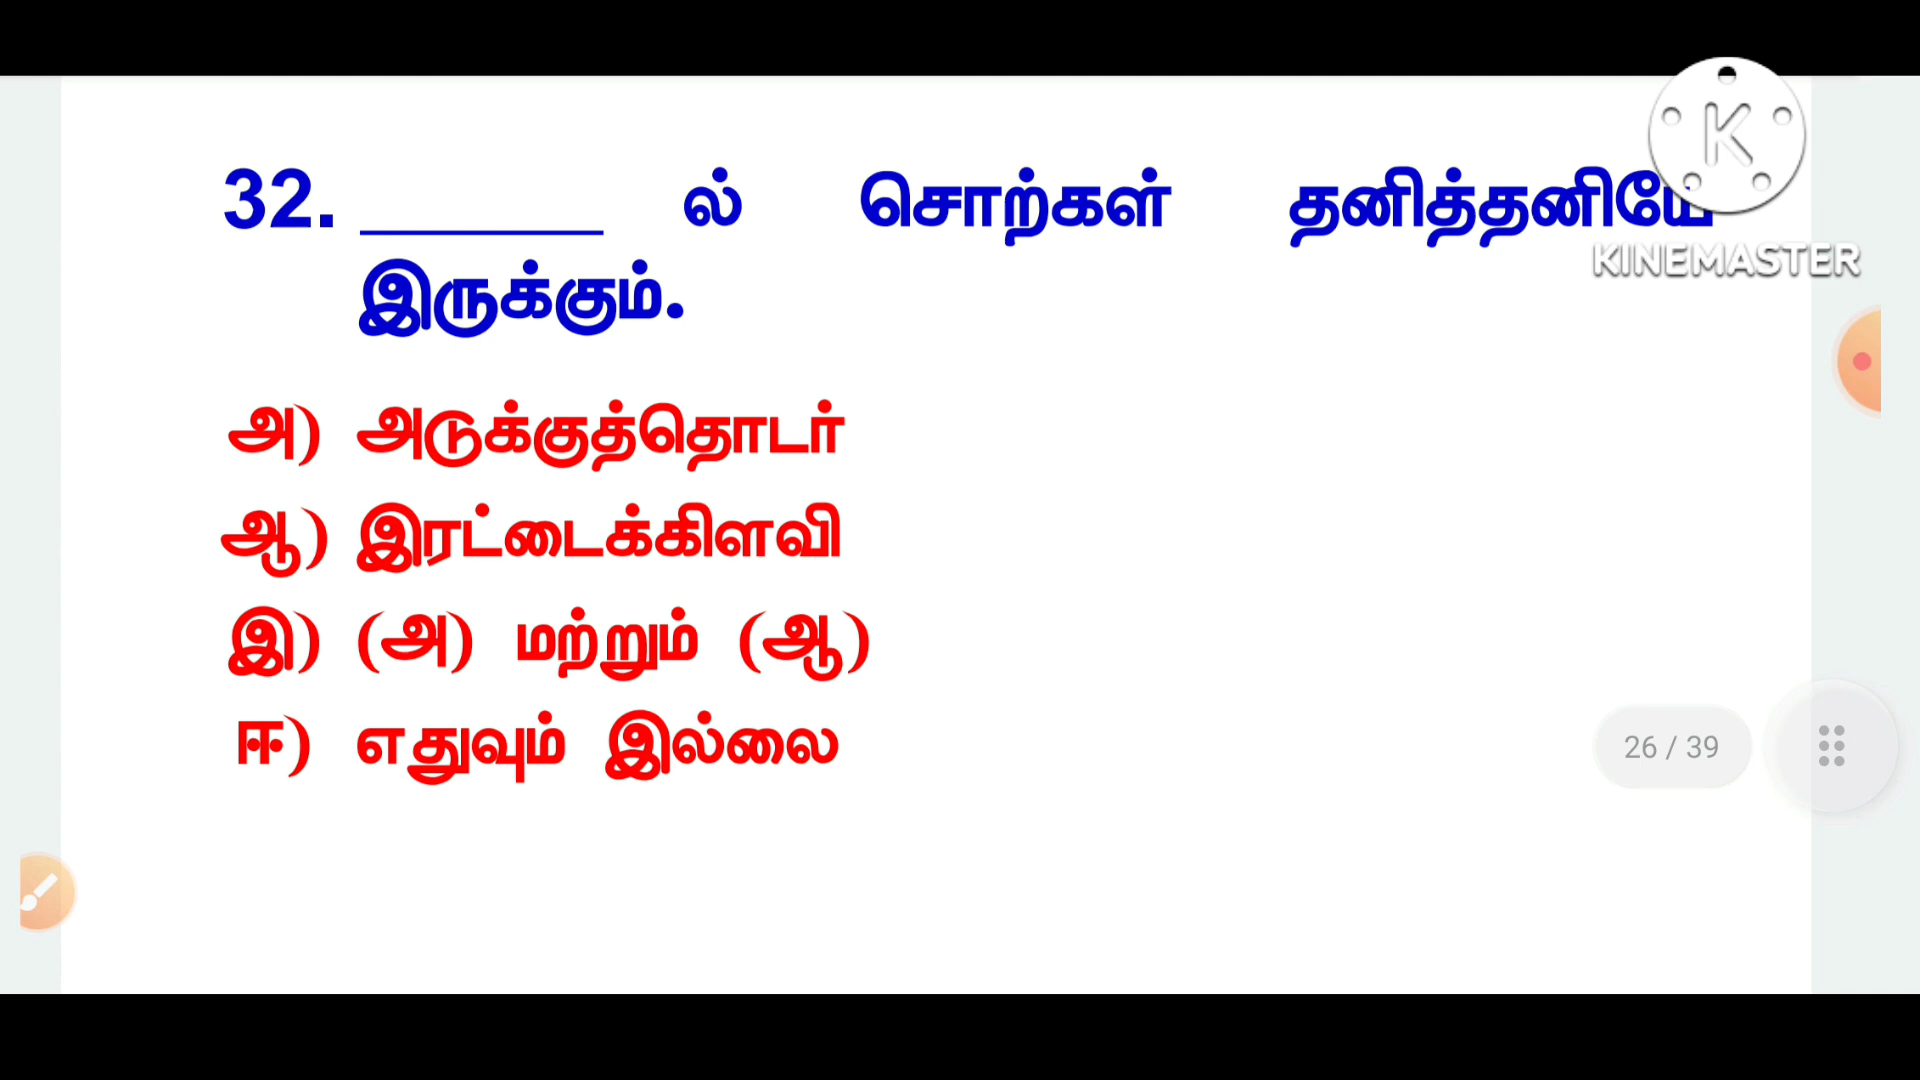 32. ______ ல் சொற்கள் தனித்தனியே
இருக்கும்.
அ) அடுக்குத்தொடர்
ஆ) இரட்டைக்கிளவி
இ) (அ) மற்றும் (ஆ)
ஈ) எதுவும் இல்லை
K
KINEMASTER
26 / 39